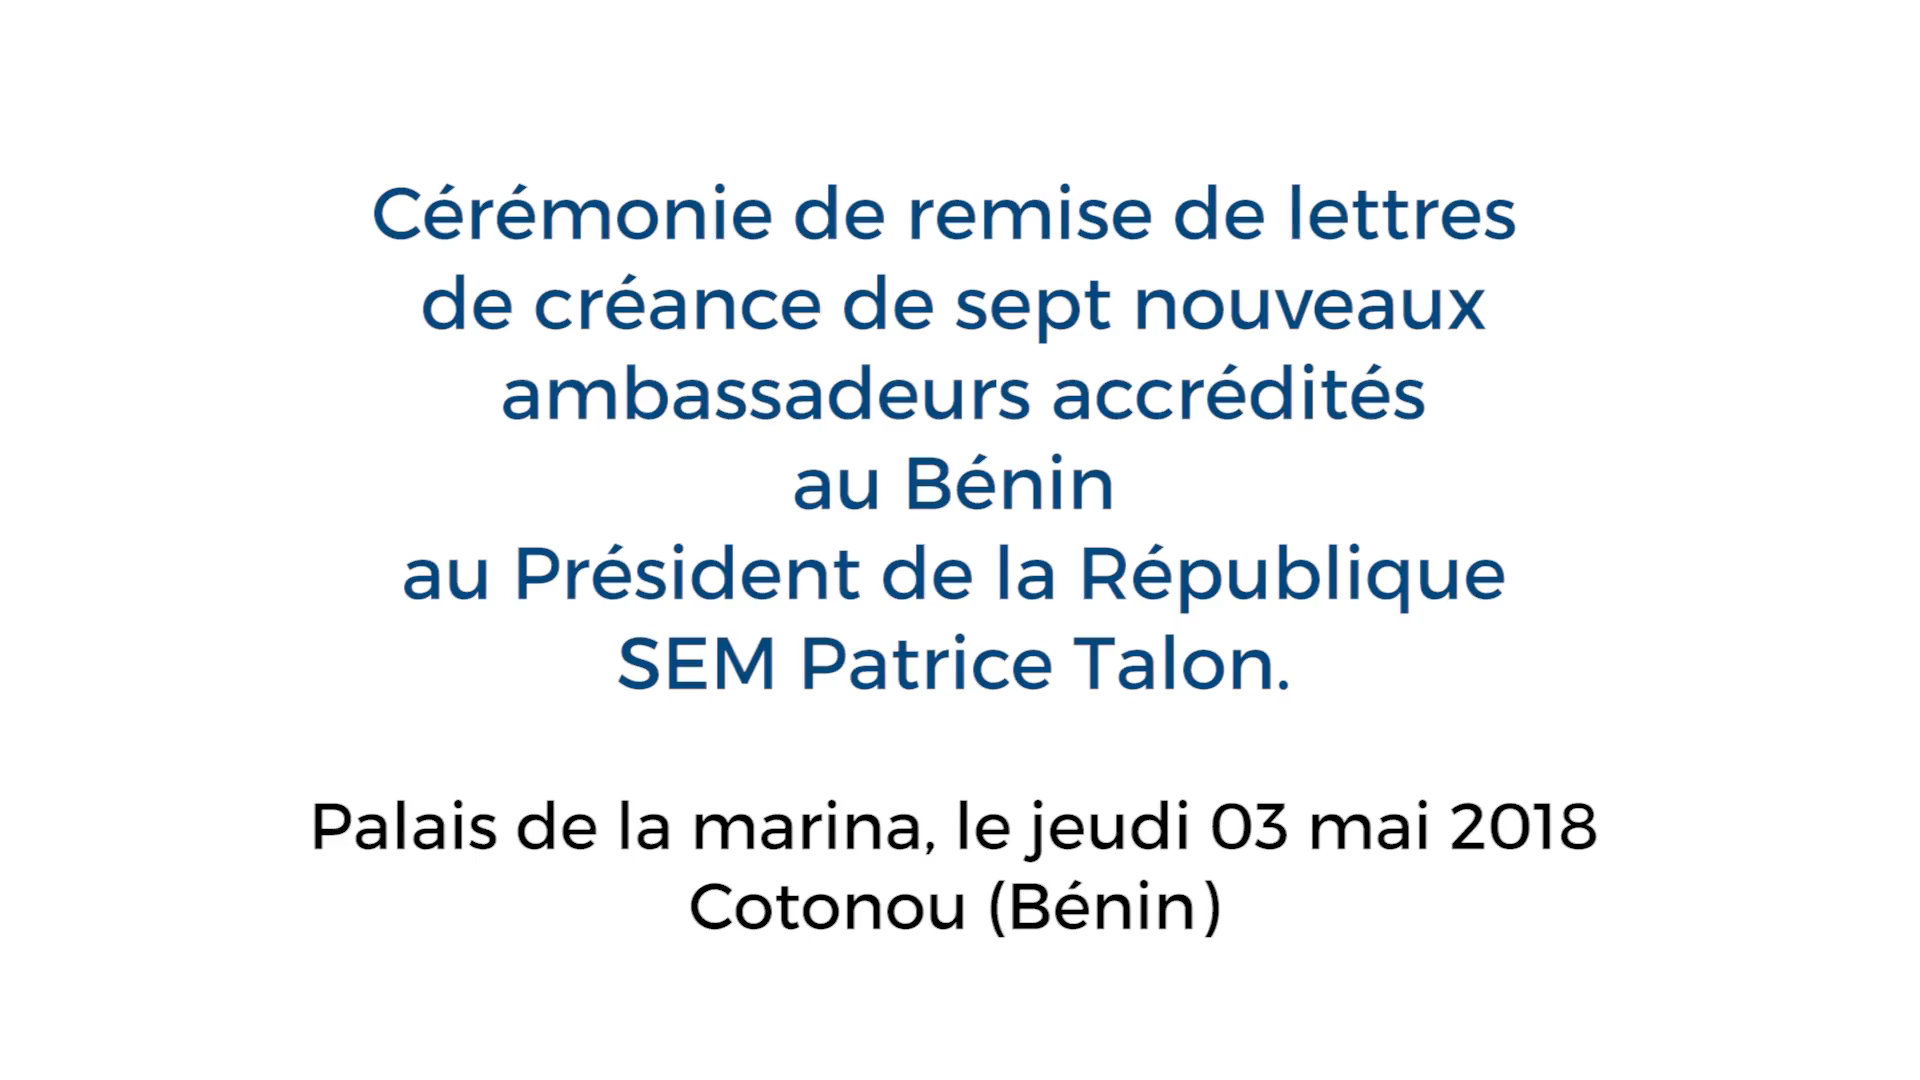 Cérémonie de remise de lettres
de créance de sept nouveaux
ambassadeurs accrédités
au Bénin
au Président de la République
SEM Patrice Talon.
Palais de la marina, le jeudi 03 mai 2018
Cotonou (Bénin)